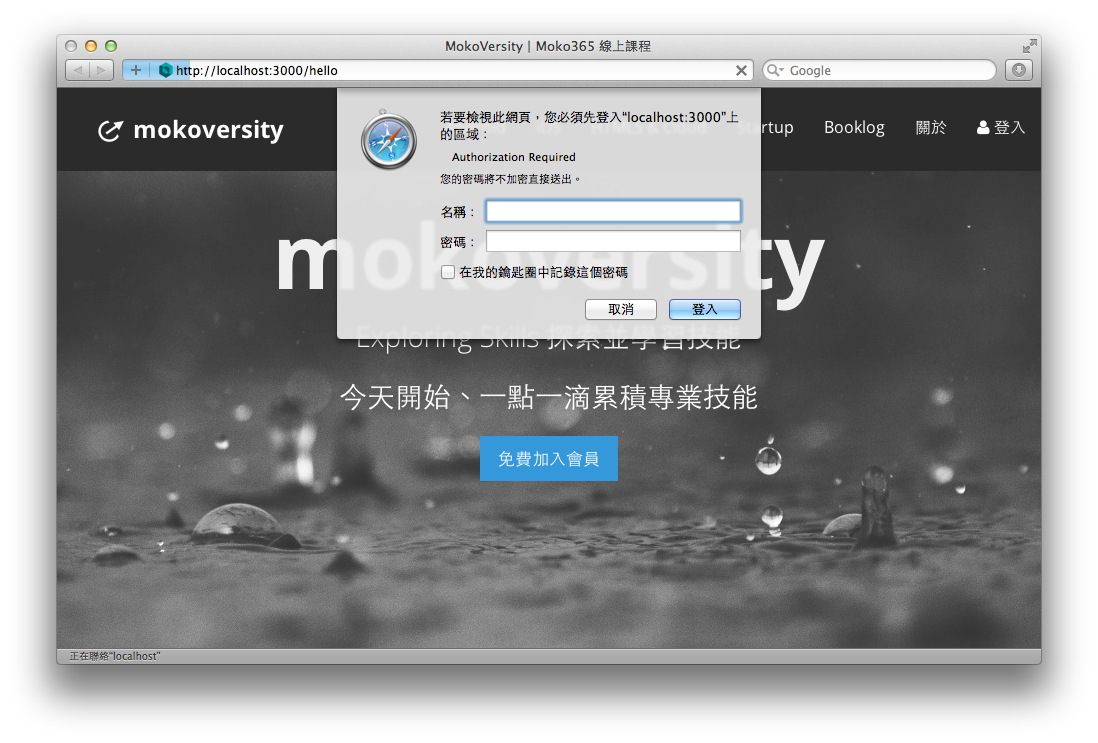 MokoVersity | Moko365 線上課程
http://localhost:3000/hello
Google
mokoversity
Startup
Booklog
關於
登入
若要檢視此網頁，您必須先登入“localhost:3000”上
的區域：
Authorization Required
您的密碼將不加密直接送出。
名稱：
密碼：
在我的鑰匙圈中記錄這個密碼
取消
登入
mokoversity
Exploring Skills 探索並學習技能
今天開始、一點一滴累積專業技能
免費加入會員
正在聯絡“localhost”